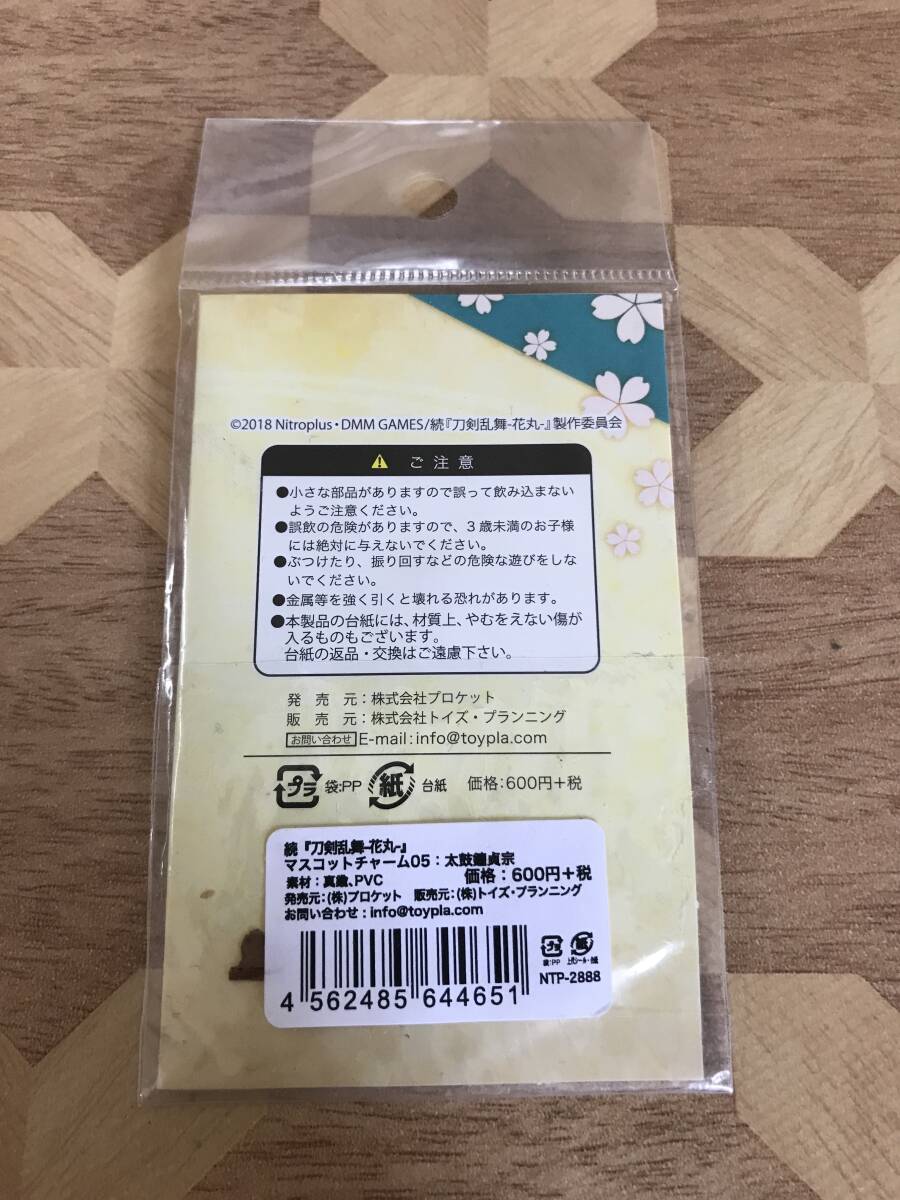 ©2018 Nitroplus・DMM GAMES/続『刀剣乱舞-花丸-』製作委員会
ご注意
●小さな部品がありますので誤って飲み込まない
ようご注意ください。
●誤飲の危険がありますので、3歳未満のお子様
には絶対に与えないでください。
●ぶつけたり、振り回すなどの危険な遊びをしな
いでください。
●金属等を強く引くと壊れる恐れがあります。
●本製品の台紙には、材質上、やむをえない傷が
入るものもございます。
台紙の返品・交換はご遠慮下さい。
発売元：株式会社プロケット
販売元：株式会社トイズ・プランニング
お問い合わせ E-mail：info@toypla.com
プラ 袋:PP 紙 台紙 価格：600円＋税
続『刀剣乱舞-花丸-』
マスコットチャーム05：太鼓鐘貞宗
素材：真鍮、PVC 価格：600円＋税
発売元：(株)プロケット 販売元：(株)トイズ・プランニング
お問い合わせ：info@toypla.com
プラ 紙
袋:PP
4 562485 644651
NTP-2888